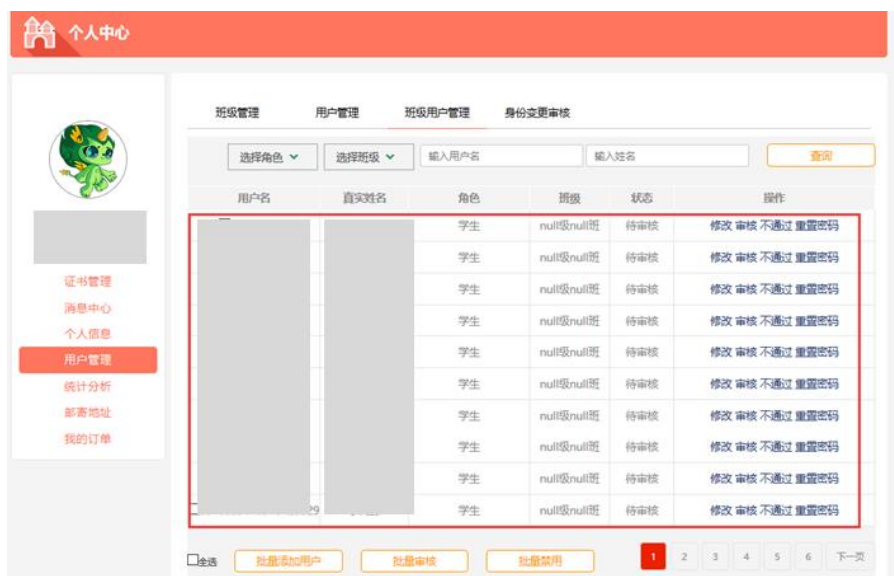 个人中心
班级管理 用户管理 班级用户管理 身份变更审核
选择角色 选择班级 输入用户名 输入姓名 查询
用户名 真实姓名 角色 班级 状态 操作
学生 null级null班 待审核 修改 审核 不通过 重置密码
学生 null级null班 待审核 修改 审核 不通过 重置密码
学生 null级null班 待审核 修改 审核 不通过 重置密码
学生 null级null班 待审核 修改 审核 不通过 重置密码
学生 null级null班 待审核 修改 审核 不通过 重置密码
学生 null级null班 待审核 修改 审核 不通过 重置密码
学生 null级null班 待审核 修改 审核 不通过 重置密码
学生 null级null班 待审核 修改 审核 不通过 重置密码
学生 null级null班 待审核 修改 审核 不通过 重置密码
29 学生 null级null班 待审核 修改 审核 不通过 重置密码
证书管理
消息中心
个人信息
用户管理
统计分析
邮寄地址
我的订单
全选 批量添加用户 批量审核 批量禁用 1 2 3 4 5 6 下一页